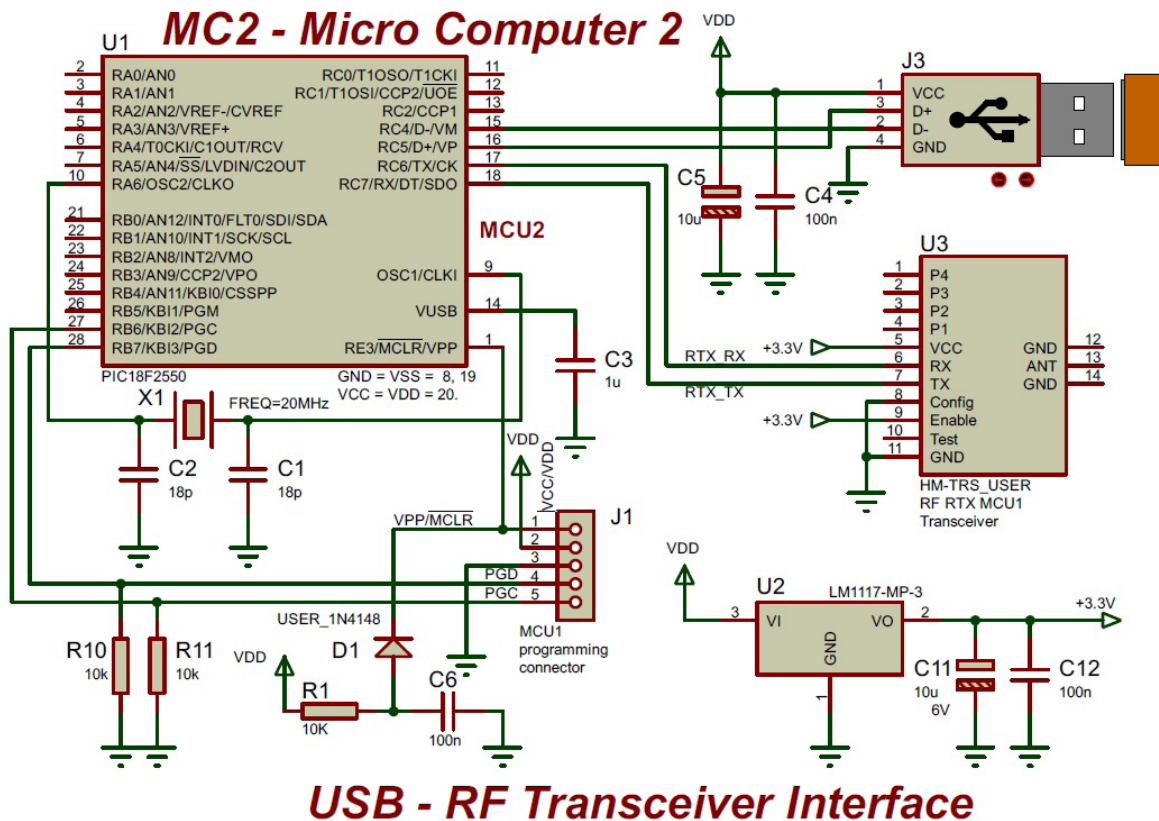 MC2 - Micro Computer 2
U1
2 RA0/AN0
3 RA1/AN1
4 RA2/AN2/VREF-/CVREF
5 RA3/AN3/VREF+
6 RA4/T0CKI/C1OUT/RCV
7 RA5/AN4/SS/LVDIN/C2OUT
10 RA6/OSC2/CLKO
21 RB0/AN12/INT0/FLT0/SDI/SDA
22 RB1/AN10/INT1/SCK/SCL
23 RB2/AN8/INT2/VMO
24 RB3/AN9/CCP2/VPO
25 RB4/AN11/KBI0/CSSPP
26 RB5/KBI1/PGM
27 RB6/KBI2/PGC
28 RB7/KBI3/PGD
RC0/T1OSO/T1CKI 11
RC1/T1OSI/CCP2/UOE 12
RC2/CCP1 13
RC4/D-/VM 15
RC5/D+/VP 16
RC6/TX/CK 17
RC7/RX/DT/SDO 18
MCU2
OSC1/CLKI 9
VUSB 14
RE3/MCLR/VPP 1
PIC18F2550
GND = VSS = 8, 19
VCC = VDD = 20.
VDD
J3
1 VCC
3 D+
2 D-
4 GND
C5
10u
C4
100n
U3
1 P4
2 P3
3 P2
4 P1
5 VCC
6 RX
7 TX
8 Config
9 Enable
10 Test
11 GND
GND 12
ANT 13
GND 14
+3.3V
RTX_RX
RTX_TX
+3.3V
HM-TRS_USER
RF RTX MCU1
Transceiver
C3
1u
X1
FREQ=20MHz
C2
18p
C1
18p
VDD
VCC/VDD
VPP/MCLR
J1
1
2
3
PGD 4
PGC 5
MCU1
programming
connector
USER_1N4148
D1
VDD
R1
10K
C6
100n
R10
10k
R11
10k
VDD
U2
LM1117-MP-3
3 VI
VO 2
GND
1
+3.3V
C11
10u
6V
C12
100n
USB - RF Transceiver Interface